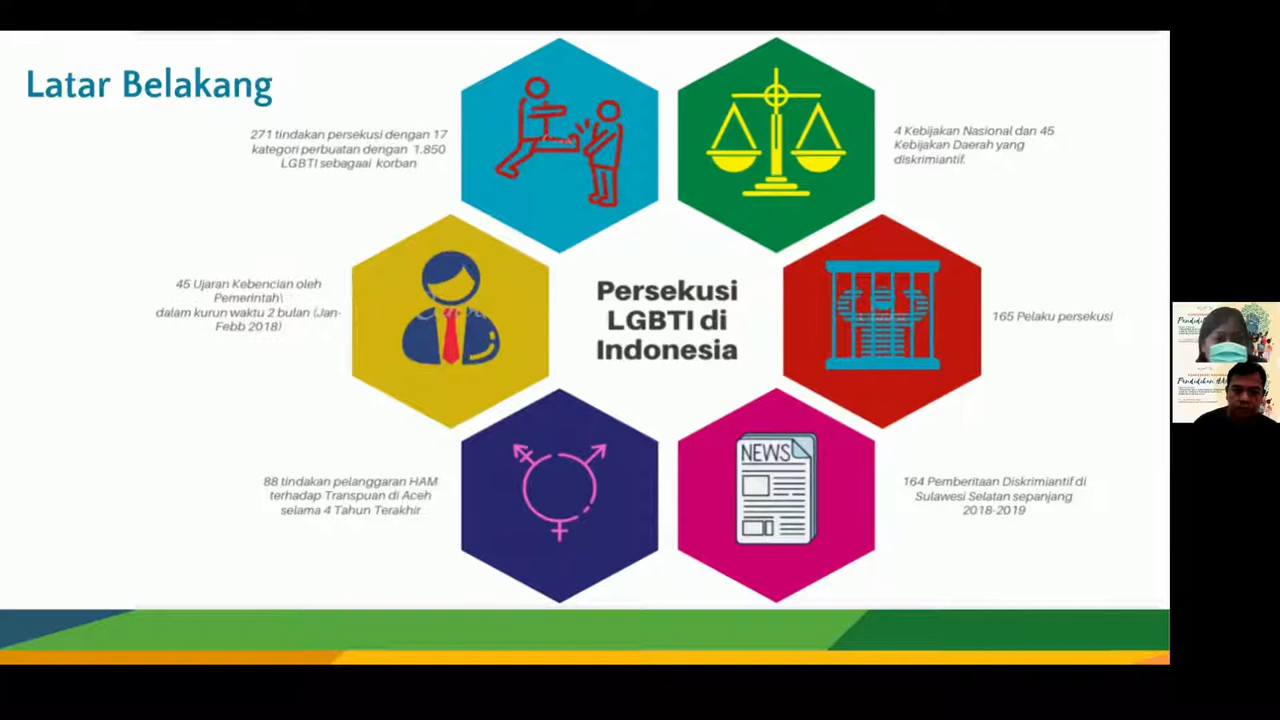 Latar Belakang
271 tindakan persekusi dengan 17
kategori perbuatan dengan 1.850
LGBTI sebagaai korban
4 Kebijakan Nasional dan 45
Kebijakan Daerah yang
diskrimiantif.
45 Ujaran Kebencian oleh
Pemerintah\
dalam kurun waktu 2 bulan (Jan-
Febb 2018)
Persekusi
LGBTI di
Indonesia
165 Pelaku persekusi
88 tindakan pelanggaran HAM
terhadap Transpuan di Aceh
selama 4 Tahun Terakhir
NEWS
164 Pemberitaan Diskrimiantif di
Sulawesi Selatan sepanjang
2018-2019